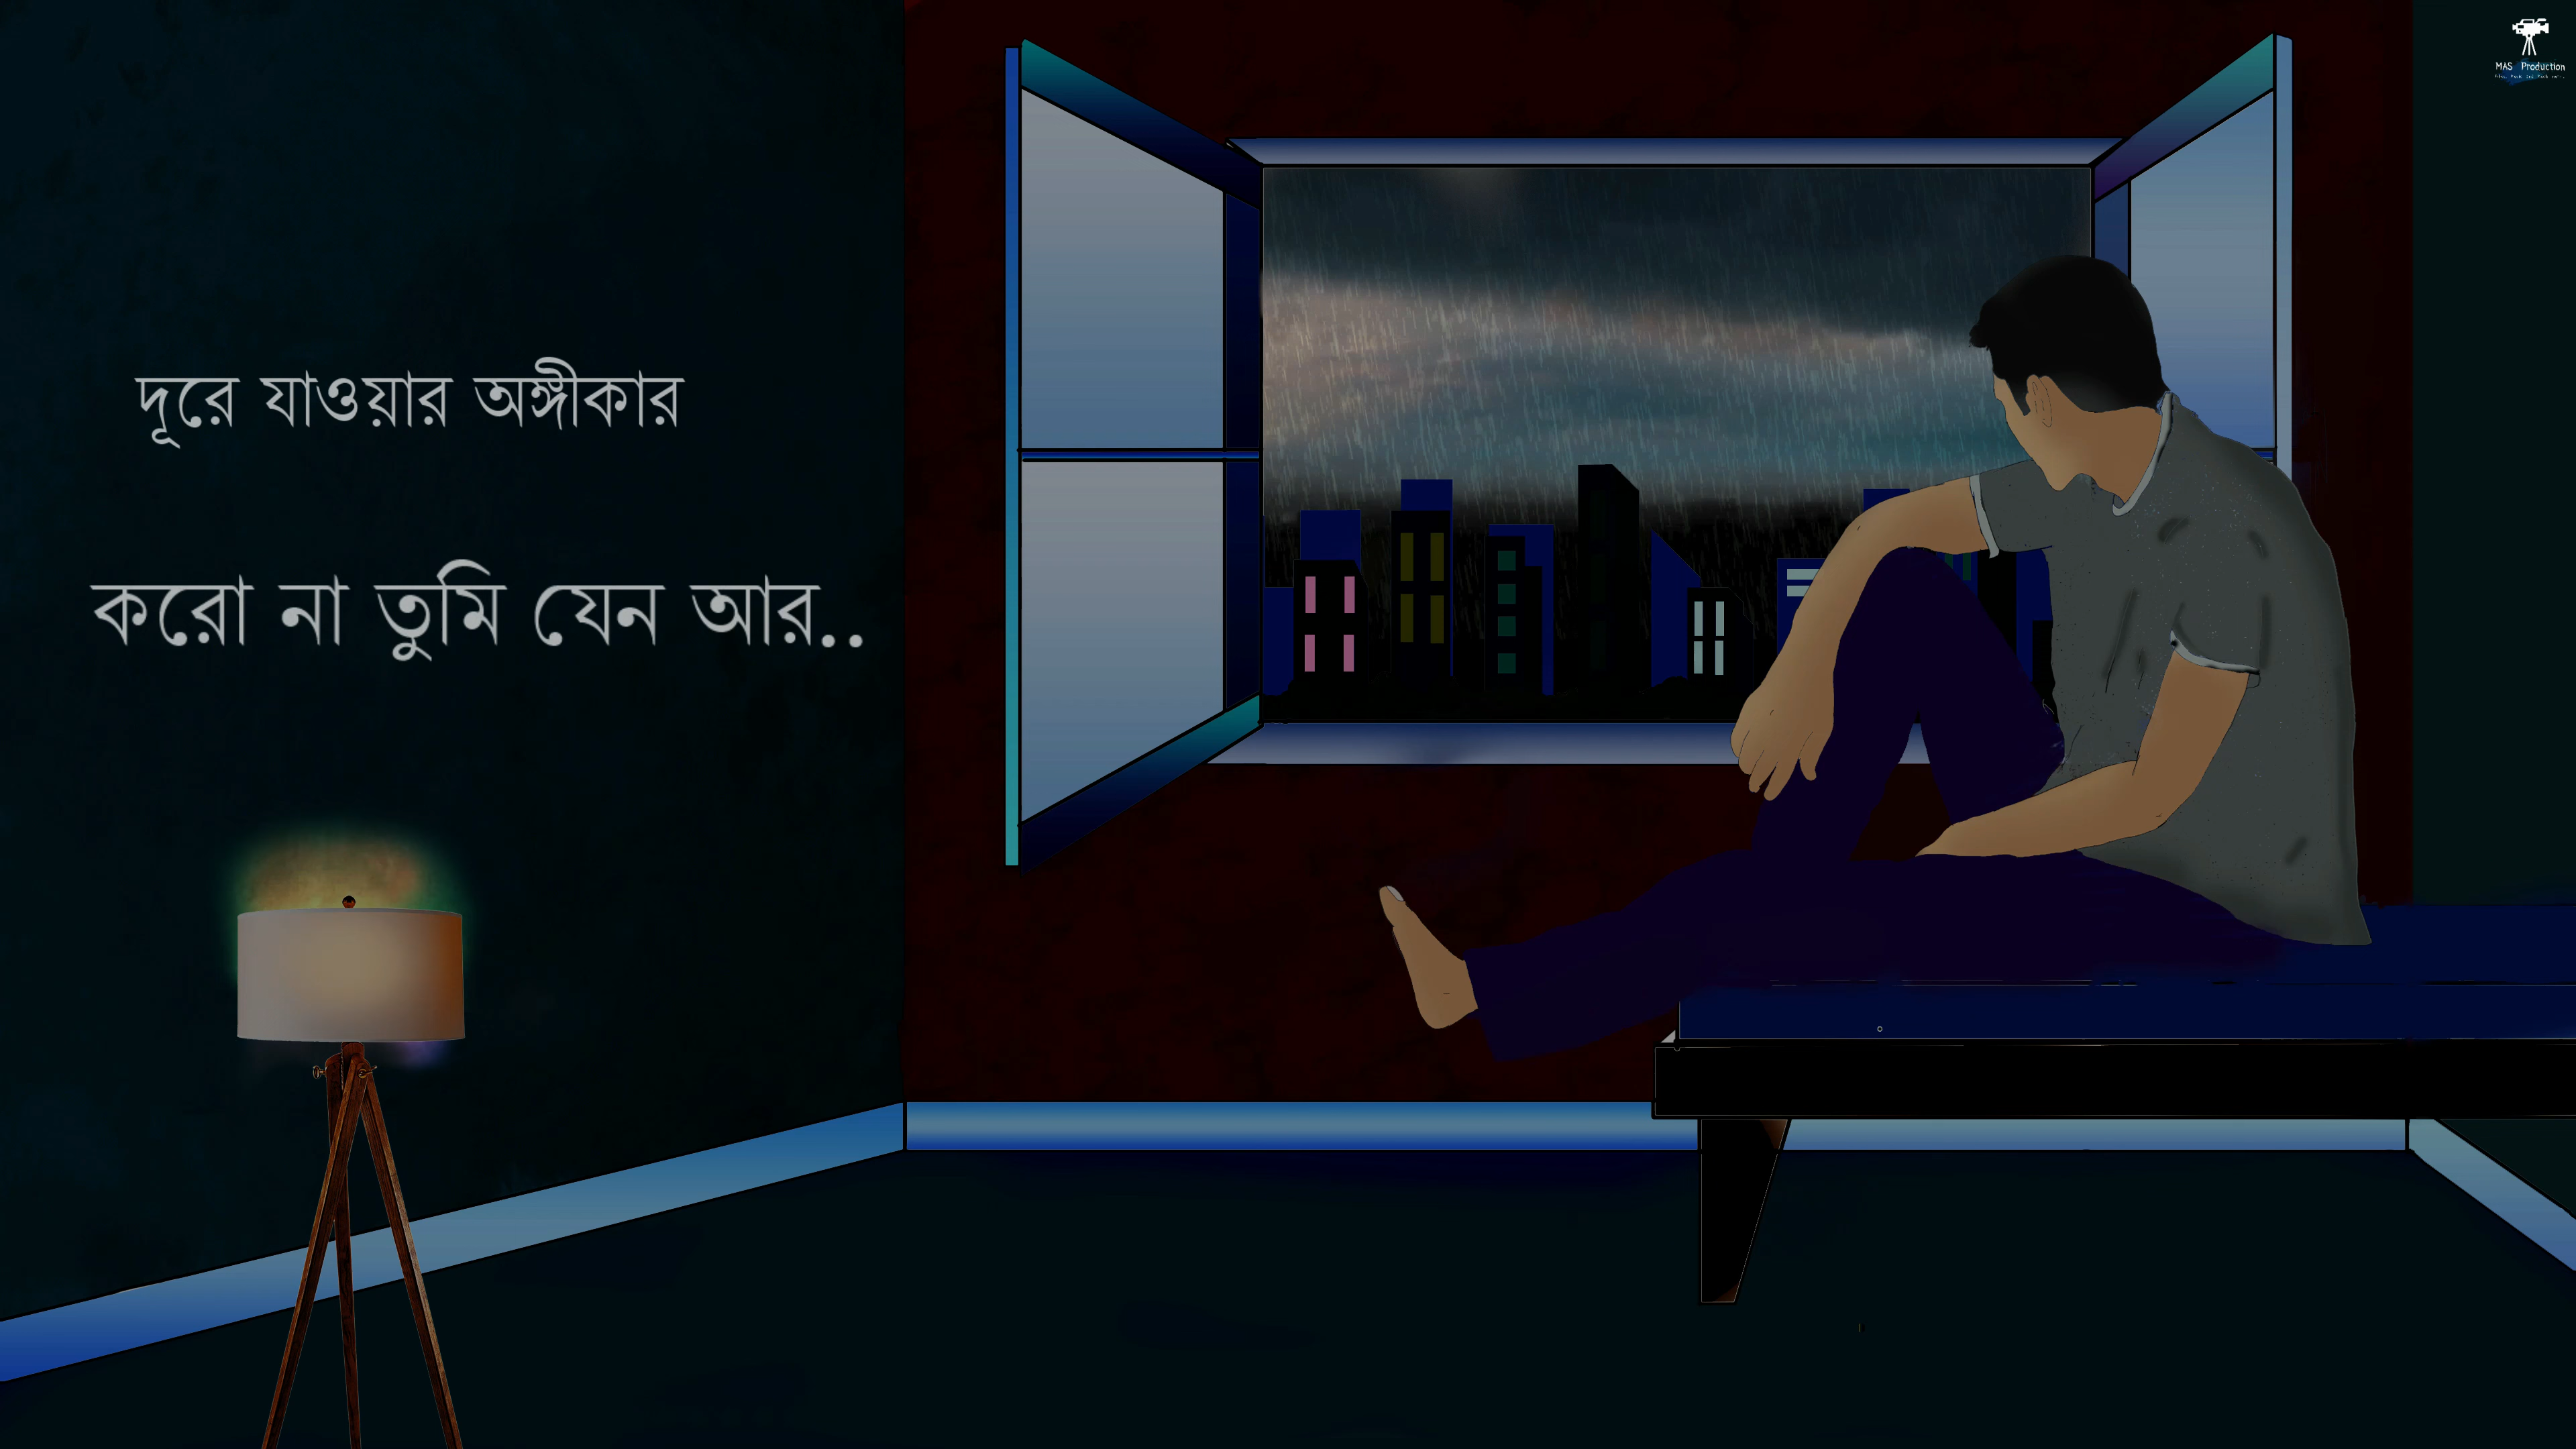 দূরে যাওয়ার অঙ্গীকার
করো না তুমি যেন আর..
MAS Production